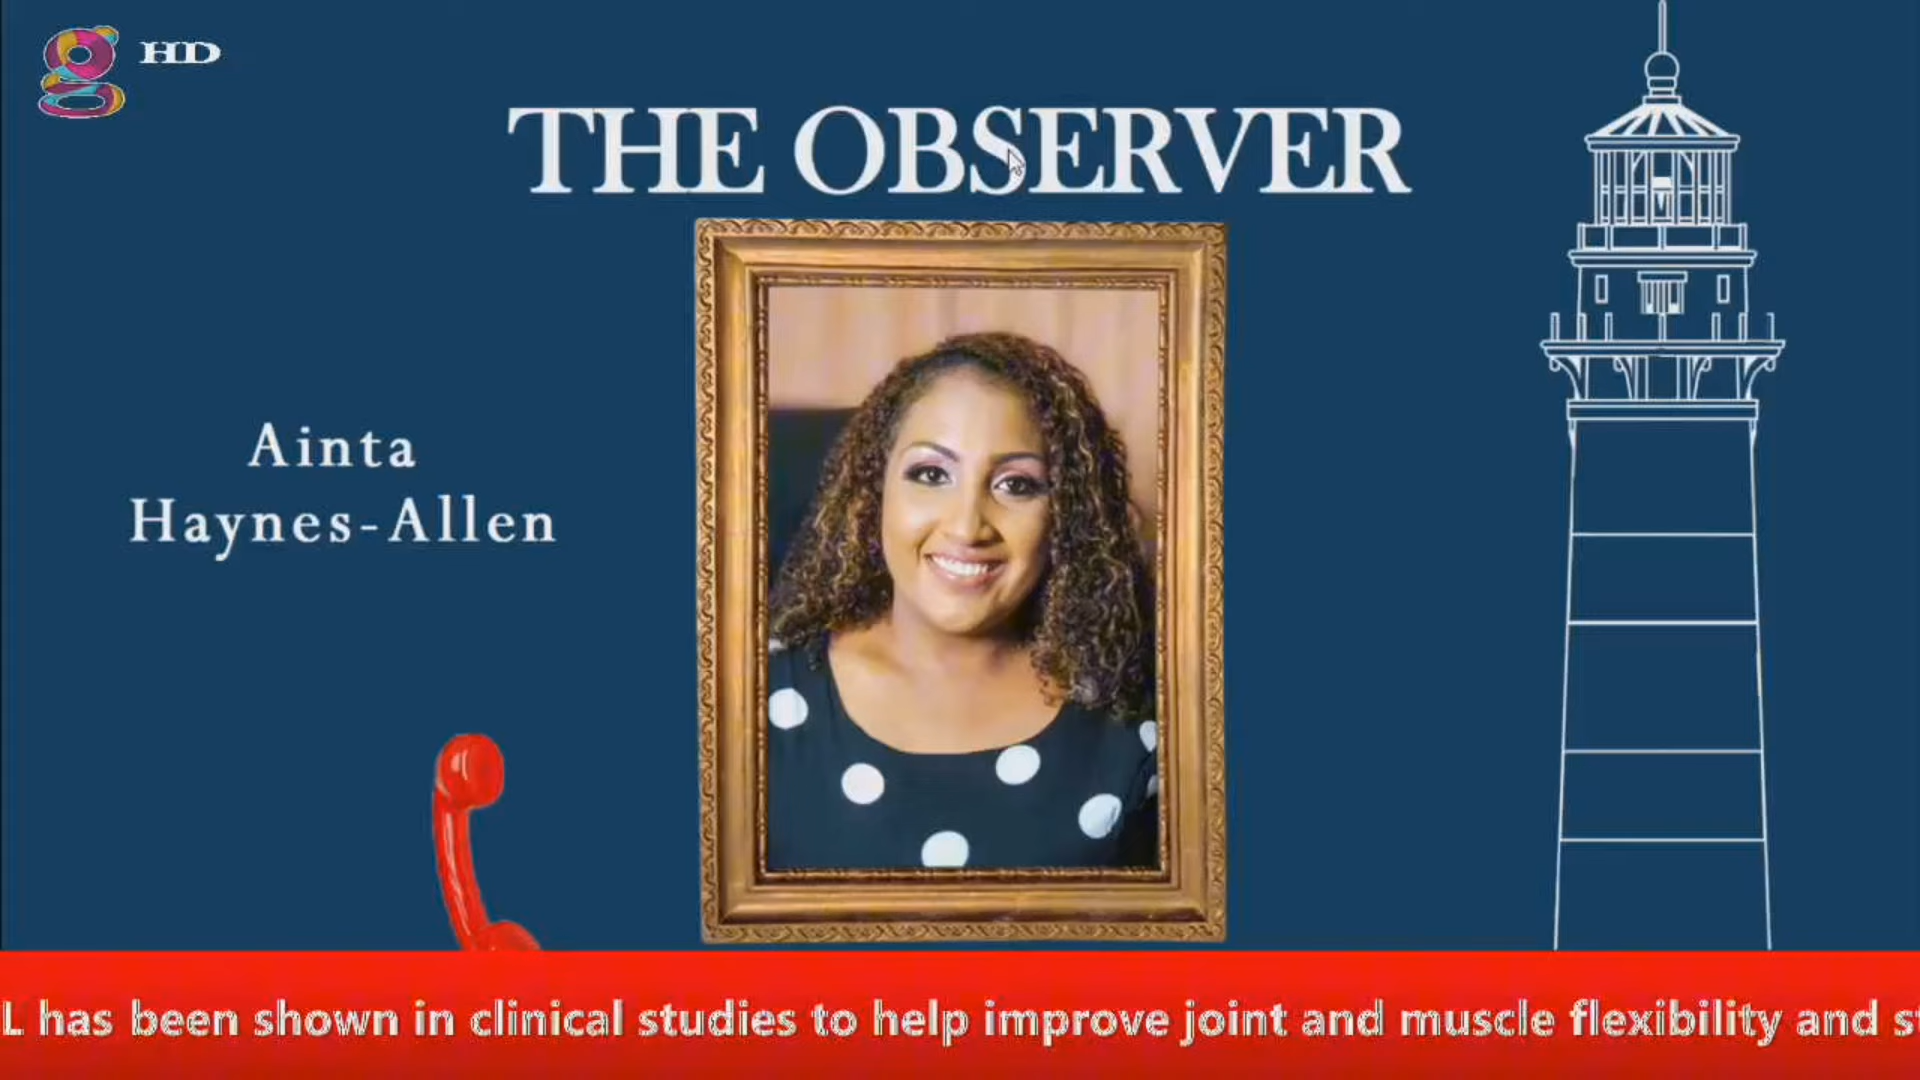 g HD
THE OBSERVER
Ainta
Haynes-Allen
L has been shown in clinical studies to help improve joint and muscle flexibility and